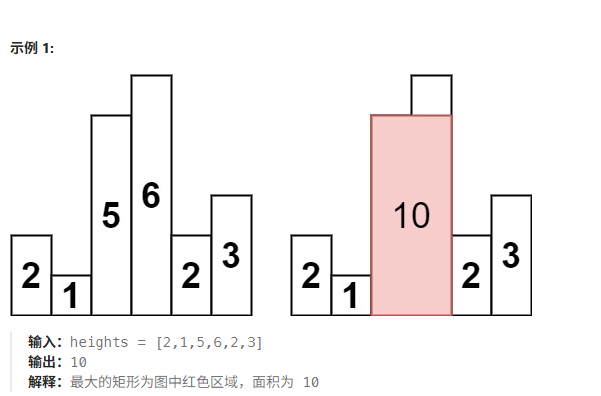 示例 1:
2 1 5 6 2 3
2 1 10 2 3
输入：heights = [2,1,5,6,2,3]
输出：10
解释：最大的矩形为图中红色区域，面积为 10